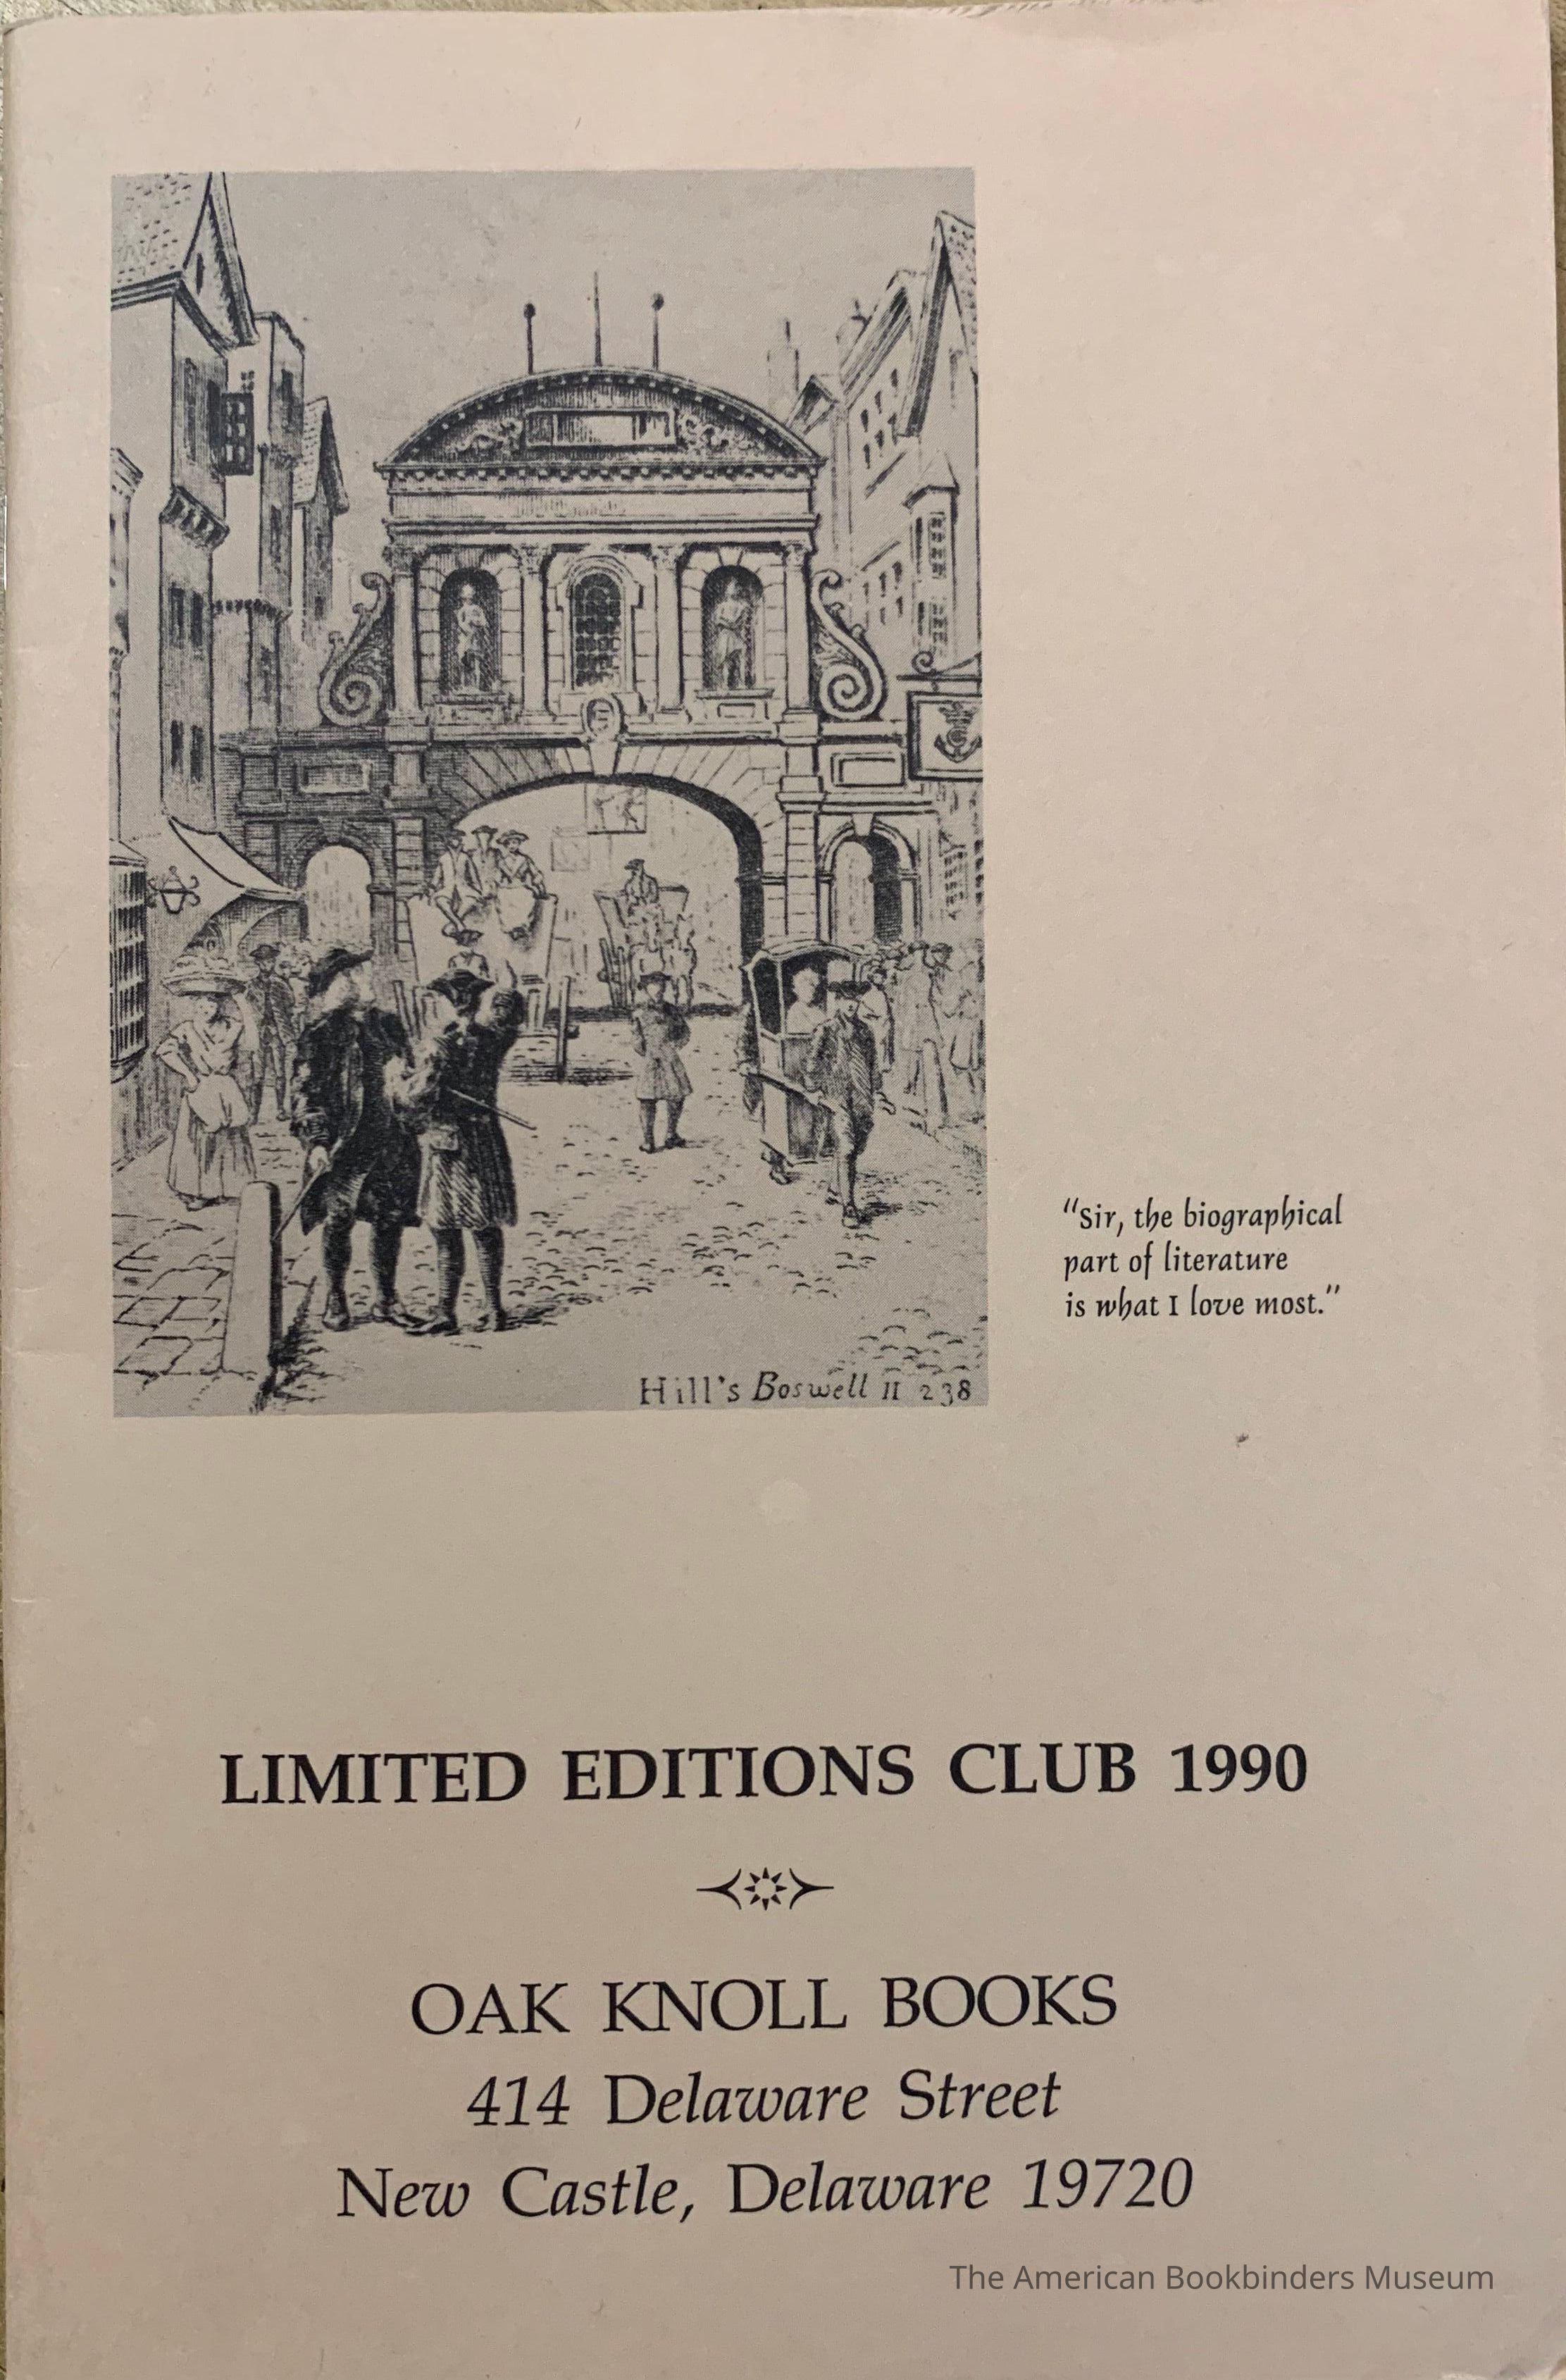 Hill's Boswell II 238
"Sir, the biographical
part of literature
is what I love most."
LIMITED EDITIONS CLUB 1990
OAK KNOLL BOOKS
414 Delaware Street
New Castle, Delaware 19720
The American Bookbinders Museum